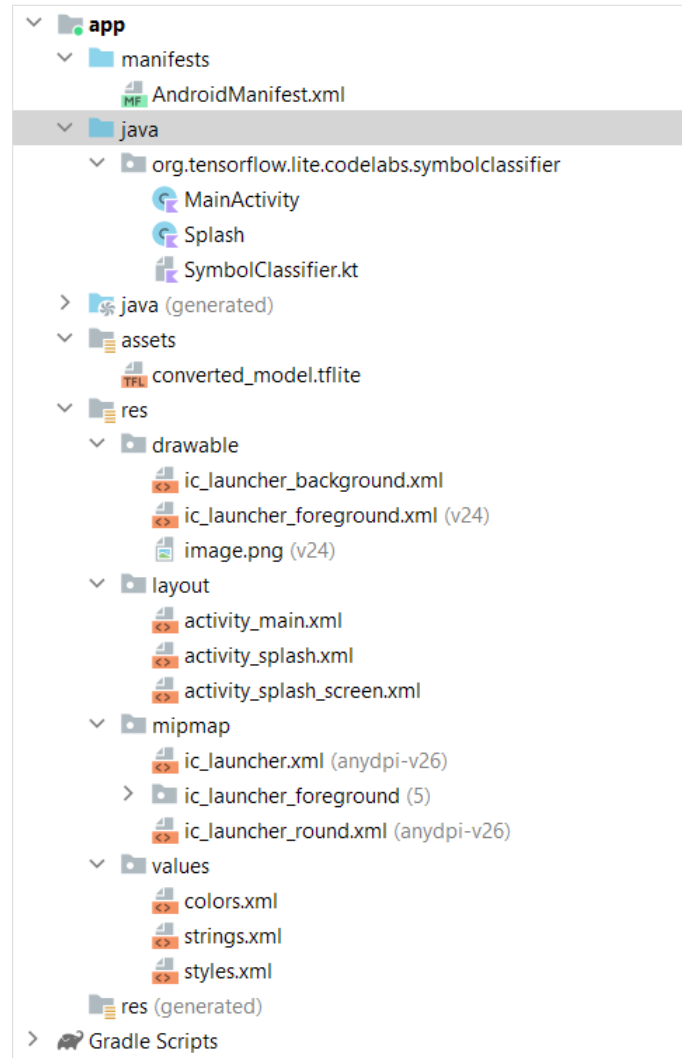 app
manifests
MF AndroidManifest.xml
java
org.tensorflow.lite.codelabs.symbolclassifier
MainActivity
Splash
SymbolClassifier.kt
java (generated)
assets
TFL converted_model.tflite
res
drawable
ic_launcher_background.xml
ic_launcher_foreground.xml (v24)
image.png (v24)
layout
activity_main.xml
activity_splash.xml
activity_splash_screen.xml
mipmap
ic_launcher.xml (anydpi-v26)
ic_launcher_foreground (5)
ic_launcher_round.xml (anydpi-v26)
values
colors.xml
strings.xml
styles.xml
res (generated)
Gradle Scripts